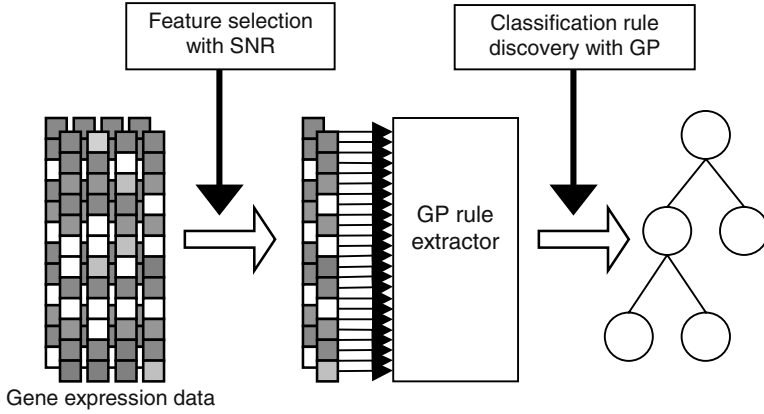 Feature selection
with SNR
Classification rule
discovery with GP
GP rule
extractor
Gene expression data